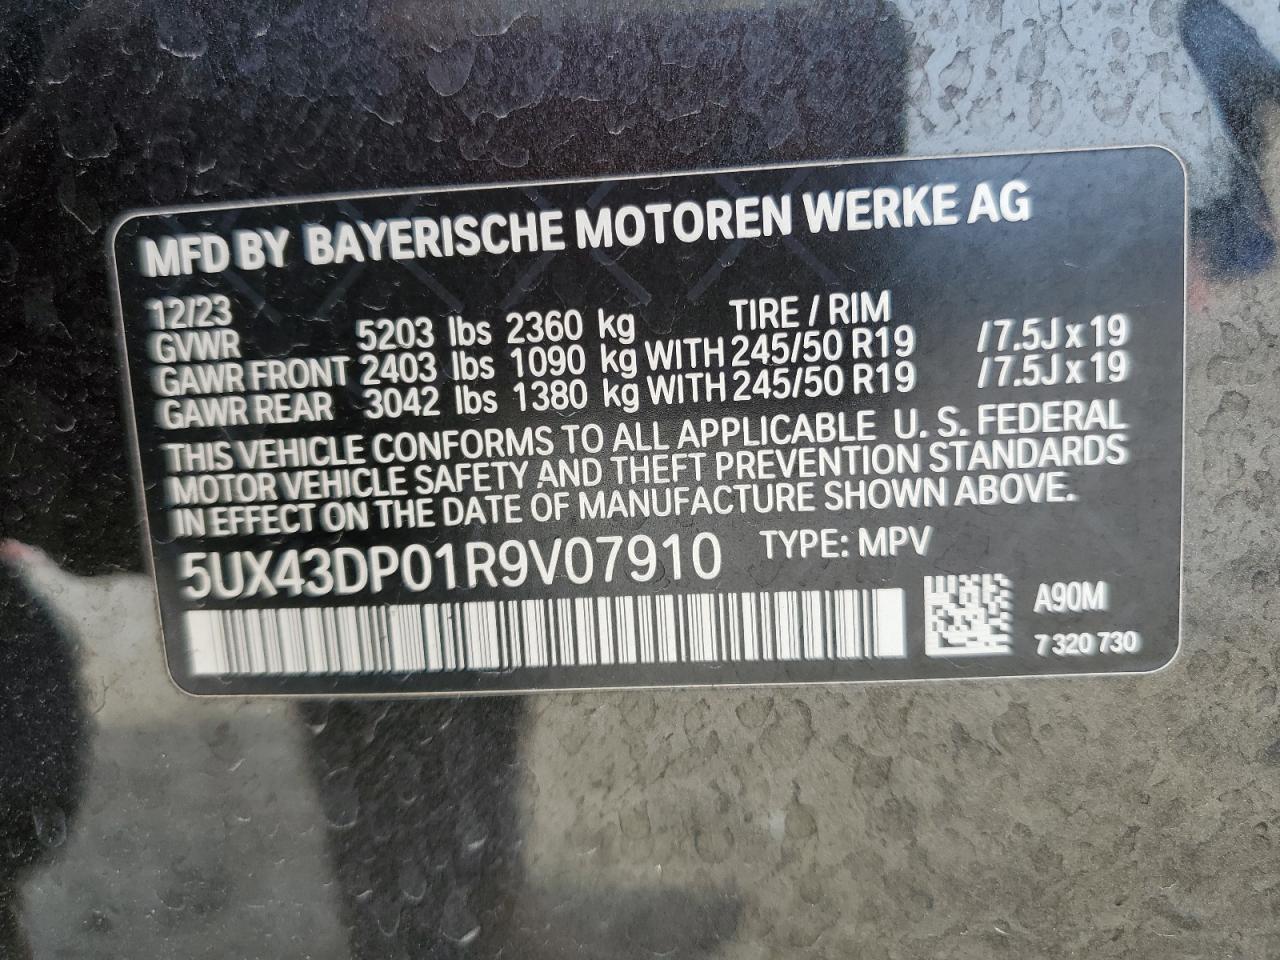 MFD BY BAYERISCHE MOTOREN WERKE AG
12/23 TIRE / RIM
GVWR 5203 lbs 2360 kg
GAWR FRONT 2403 lbs 1090 kg WITH 245/50 R19 /7.5J x 19
GAWR REAR 3042 lbs 1380 kg WITH 245/50 R19 /7.5J x 19
THIS VEHICLE CONFORMS TO ALL APPLICABLE U. S. FEDERAL
MOTOR VEHICLE SAFETY AND THEFT PREVENTION STANDARDS
IN EFFECT ON THE DATE OF MANUFACTURE SHOWN ABOVE.
5UX43DP01R9V07910 TYPE: MPV
A90M
7 320 730